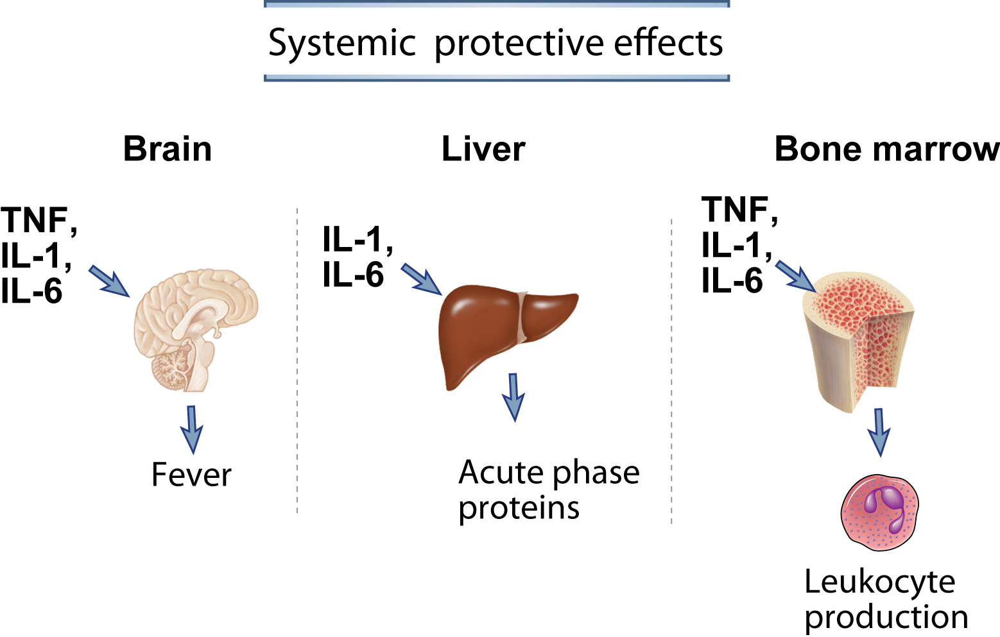 Systemic protective effects
Brain
TNF,
IL-1,
IL-6
Fever
Liver
IL-1,
IL-6
Acute phase
proteins
Bone marrow
TNF,
IL-1,
IL-6
Leukocyte
production